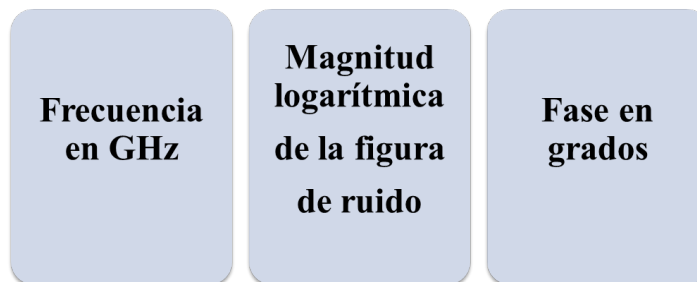 Frecuencia
en GHz
Magnitud
logarítmica
de la figura
de ruido
Fase en
grados